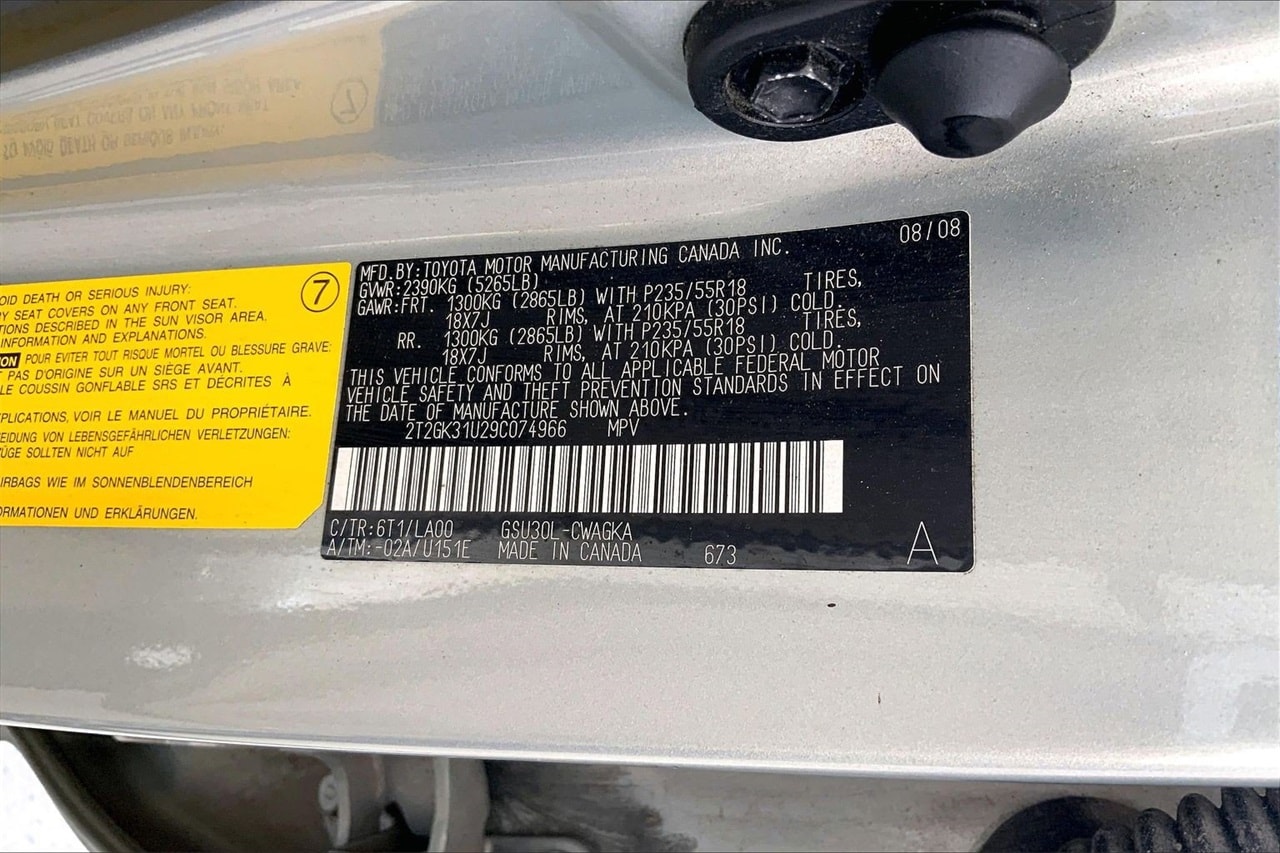 OID DEATH OR SERIOUS INJURY:
Y SEAT COVERS ON ANY FRONT SEAT.
TIONS DESCRIBED IN THE SUN VISOR AREA.
INFORMATION AND EXPLANATIONS.
ON POUR EVITER TOUT RISQUE MORTEL OU BLESSURE GRAVE:
PAS D'ORIGINE SUR UN SIÈGE AVANT.
LE COUSSIN GONFLABLE SRS ET DÉCRITES À
PLICATIONS, VOIR LE MANUEL DU PROPRIÉTAIRE.
EIDUNG VON LEBENSGEFÄHRLICHEN VERLETZUNGEN:
ÜGE SOLLTEN NICHT AUF
IRBAGS WIE IM SONNENBLENDENBEREICH
ORMATIONEN UND ERKLÄRUNGEN.
7
MFD. BY: TOYOTA MOTOR MANUFACTURING CANADA INC. 08/08
GVWR: 2390KG (5265LB)
GAWR: FRT. 1300KG (2865LB) WITH P235/55R18 TIRES,
18X7J RIMS, AT 210KPA (30PSI) COLD.
RR. 1300KG (2865LB) WITH P235/55R18 TIRES,
18X7J RIMS, AT 210KPA (30PSI) COLD.
THIS VEHICLE CONFORMS TO ALL APPLICABLE FEDERAL MOTOR
VEHICLE SAFETY AND THEFT PREVENTION STANDARDS IN EFFECT ON
THE DATE OF MANUFACTURE SHOWN ABOVE.
2T2GK31U29C074966 MPV
C/TR: 6T1/LA00 GSU30L-CWAGKA
A/TM: -02A/U151E MADE IN CANADA 673 A